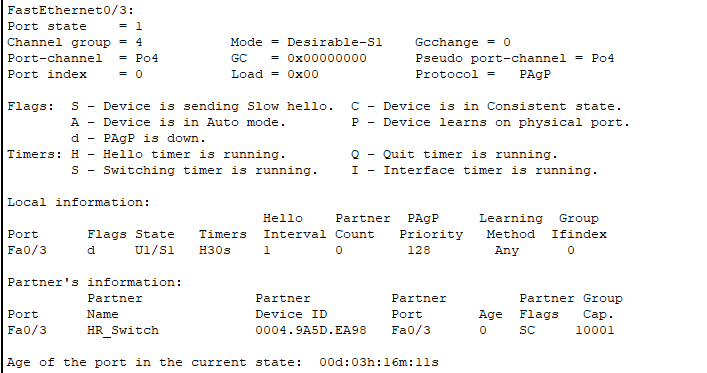 FastEthernet0/3:
Port state    = 1
Channel group = 4           Mode = Desirable-Sl    Gcchange = 0
Port-channel  = Po4         GC   = 0x00000000      Pseudo port-channel = Po4
Port index    = 0           Load = 0x00            Protocol =   PAgP
Flags:  S - Device is sending Slow hello.  C - Device is in Consistent state.
        A - Device is in Auto mode.        P - Device learns on physical port.
        d - PAgP is down.
Timers: H - Hello timer is running.        Q - Quit timer is running.
        S - Switching timer is running.    I - Interface timer is running.
Local information:
                                Hello    Partner  PAgP     Learning  Group
Port      Flags State   Timers  Interval Count   Priority   Method  Ifindex
Fa0/3     d     U1/S1   H30s    1        0        128        Any      0
Partner's information:
          Partner              Partner          Partner         Partner Group
Port      Name                 Device ID        Port       Age  Flags   Cap.
Fa0/3     HR_Switch            0004.9A5D.EA98   Fa0/3      0    SC     10001
Age of the port in the current state:  00d:03h:16m:11s